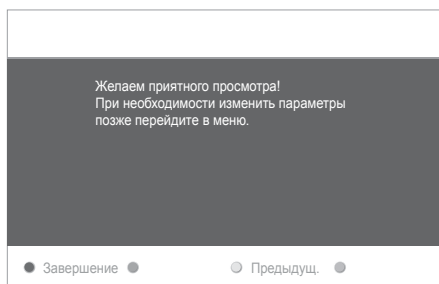 Желаем приятного просмотра!
При необходимости изменить параметры
позже перейдите в меню.
Завершение
Предыдущ.